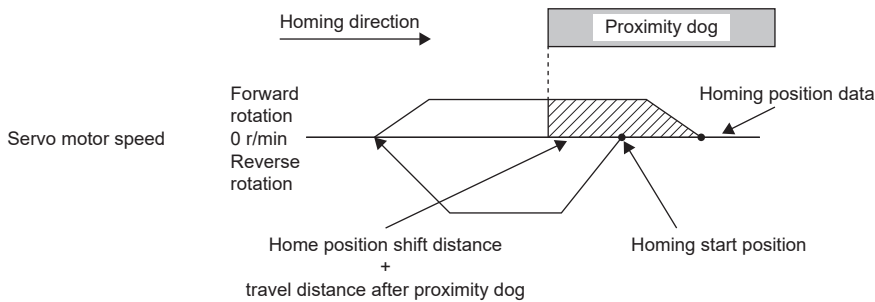 Homing direction
Proximity dog
Forward
rotation
0 r/min
Reverse
rotation
Servo motor speed
Homing position data
Home position shift distance
+
travel distance after proximity dog
Homing start position